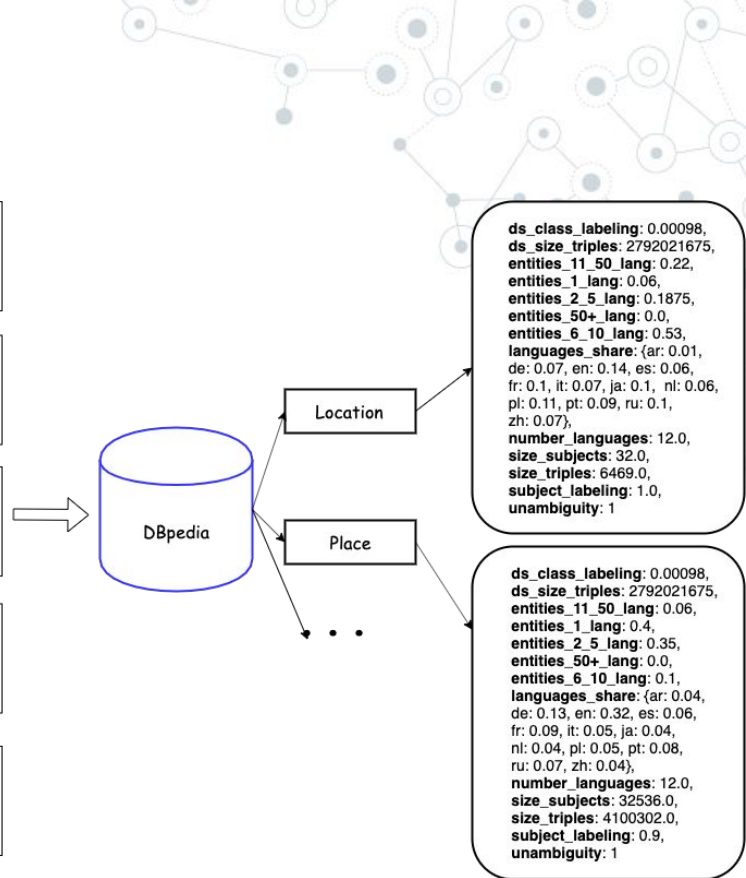 DBpedia
Location
Place
. . .
ds_class_labeling: 0.00098,
ds_size_triples: 2792021675,
entities_11_50_lang: 0.22,
entities_1_lang: 0.06,
entities_2_5_lang: 0.1875,
entities_50+_lang: 0.0,
entities_6_10_lang: 0.53,
languages_share: {ar: 0.01,
de: 0.07, en: 0.14, es: 0.06,
fr: 0.1, it: 0.07, ja: 0.1, nl: 0.06,
pl: 0.11, pt: 0.09, ru: 0.1,
zh: 0.07},
number_languages: 12.0,
size_subjects: 32.0,
size_triples: 6469.0,
subject_labeling: 1.0,
unambiguity: 1
ds_class_labeling: 0.00098,
ds_size_triples: 2792021675,
entities_11_50_lang: 0.06,
entities_1_lang: 0.4,
entities_2_5_lang: 0.35,
entities_50+_lang: 0.0,
entities_6_10_lang: 0.1,
languages_share: {ar: 0.04,
de: 0.13, en: 0.32, es: 0.06,
fr: 0.09, it: 0.05, ja: 0.04,
nl: 0.04, pl: 0.05, pt: 0.08,
ru: 0.07, zh: 0.04},
number_languages: 12.0,
size_subjects: 32536.0,
size_triples: 4100302.0,
subject_labeling: 0.9,
unambiguity: 1